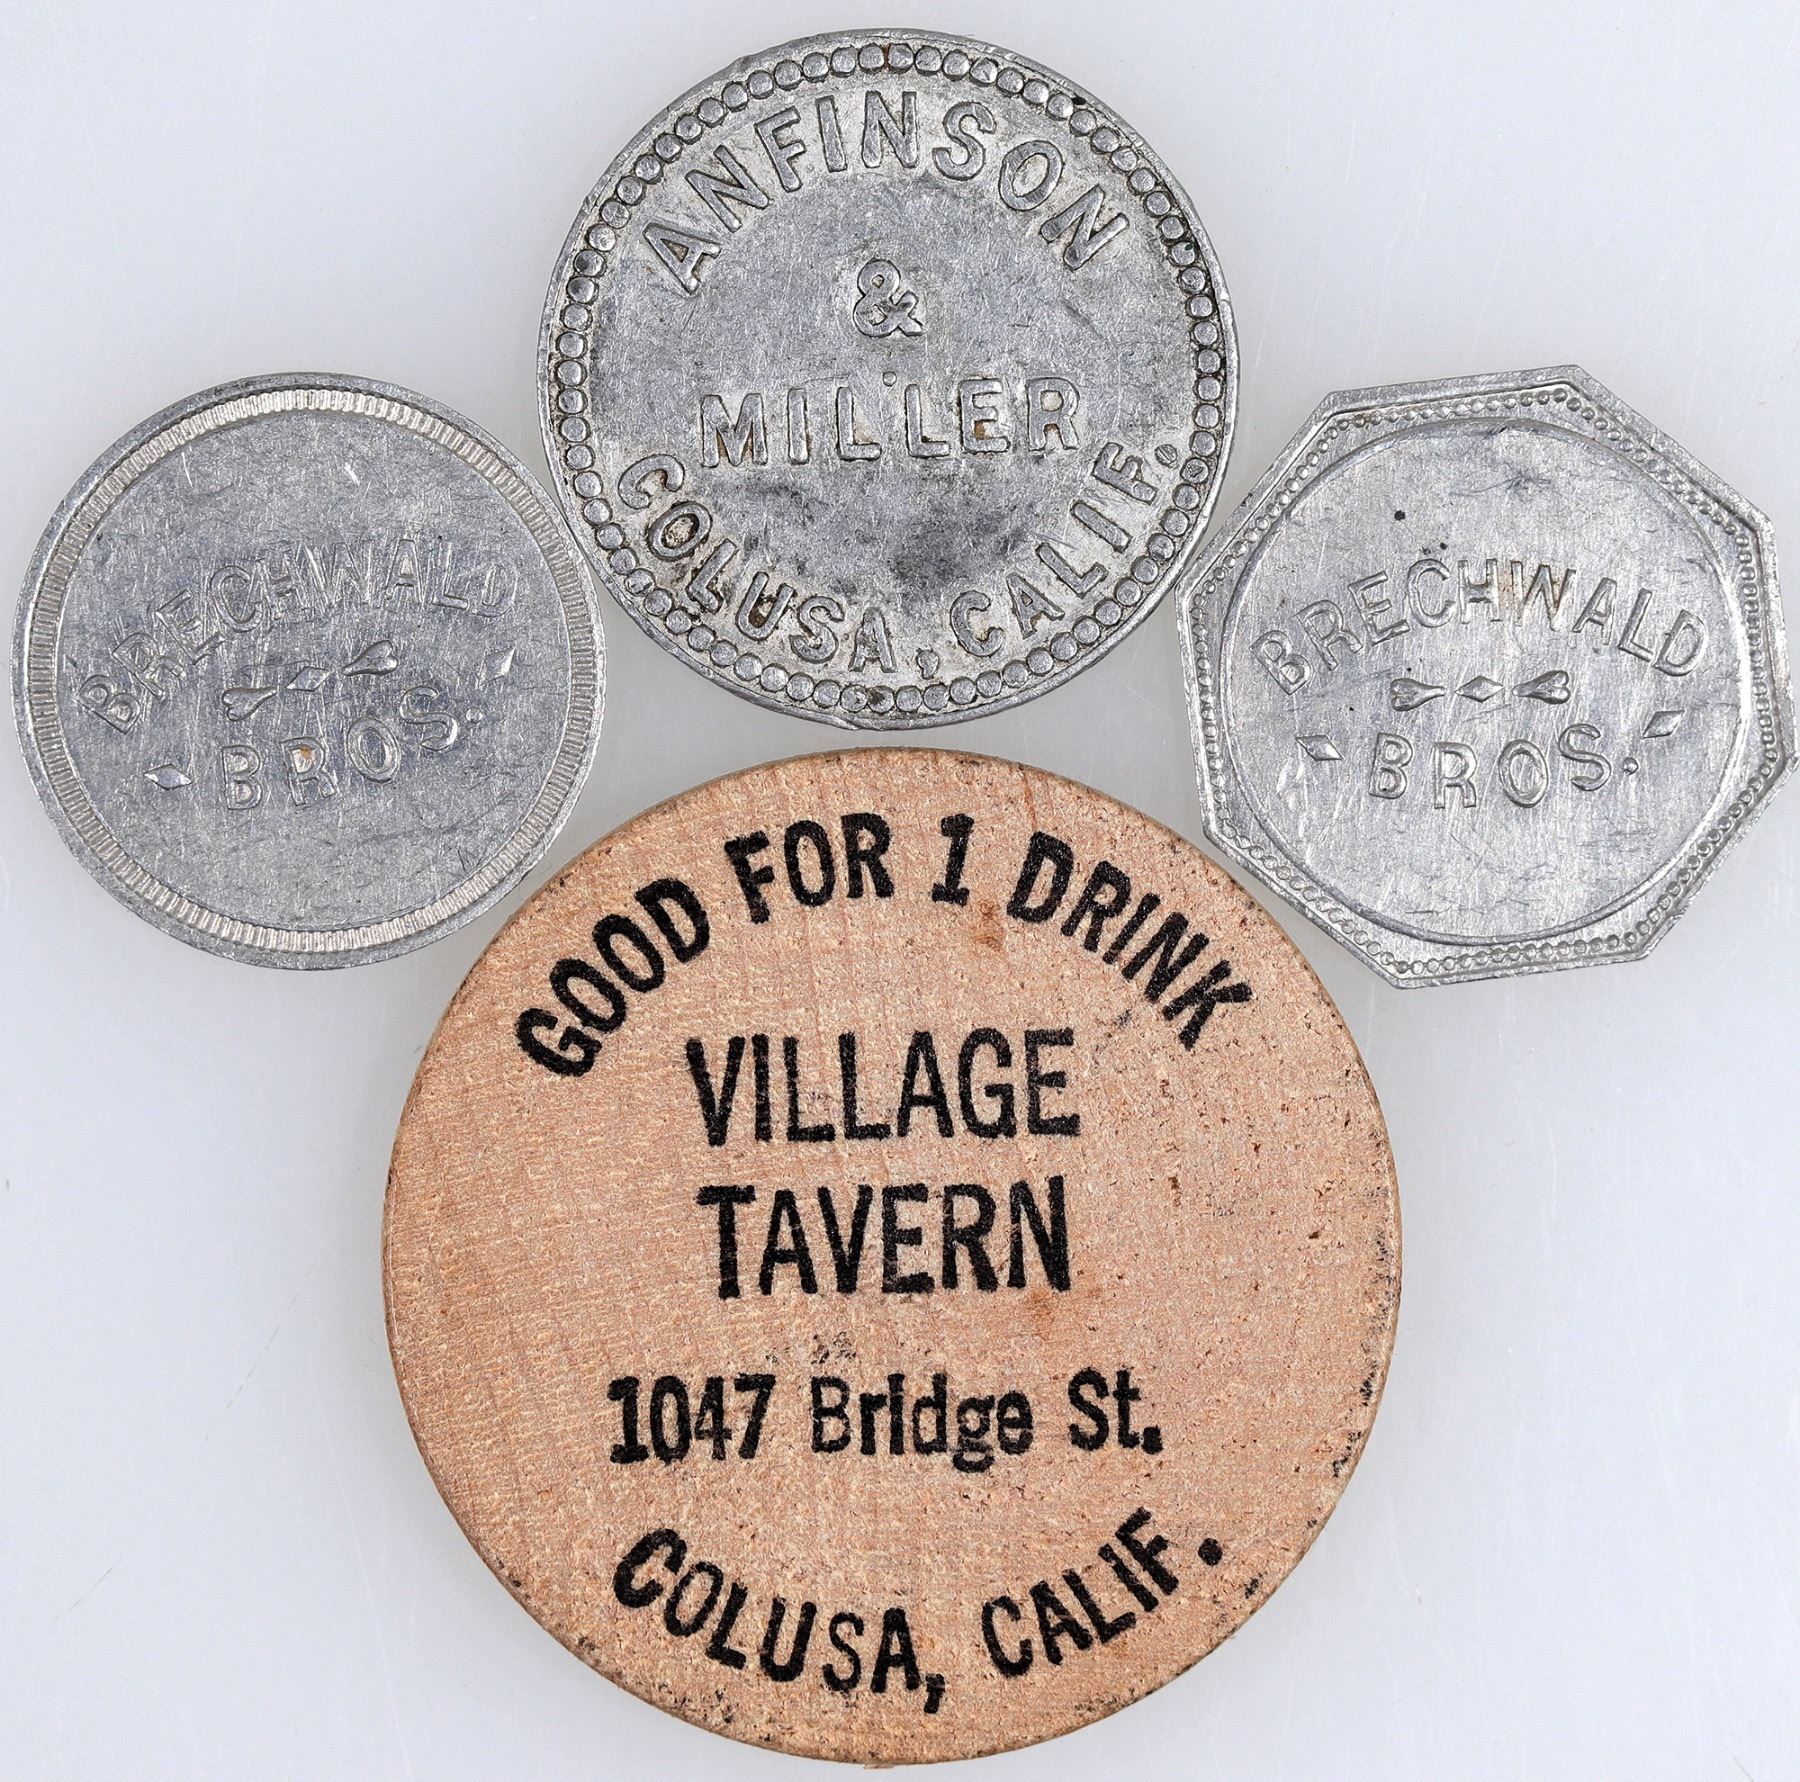 ANFINSON
&
MILLER
COLUSA, CALIF.
BRECHWALD
BROS.
BRECHWALD
BROS.
GOOD FOR 1 DRINK
VILLAGE
TAVERN
1047 Bridge St.
COLUSA, CALIF.